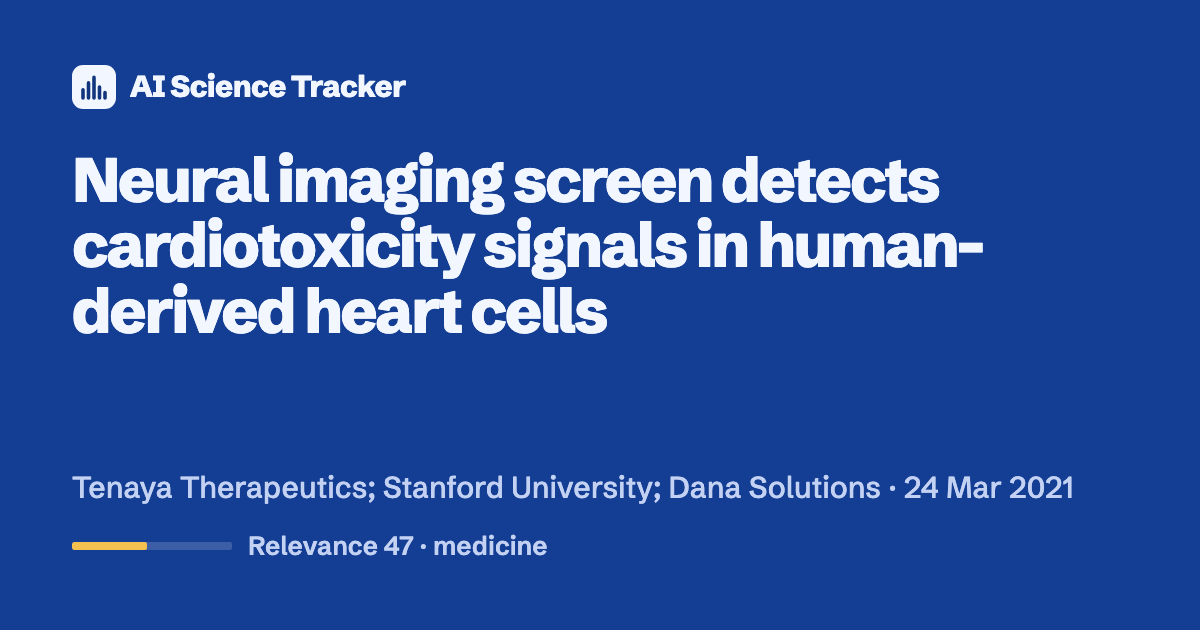 AI Science Tracker
Neural imaging screen detects
cardiotoxicity signals in human-
derived heart cells
Tenaya Therapeutics; Stanford University; Dana Solutions · 24 Mar 2021
Relevance 47 · medicine